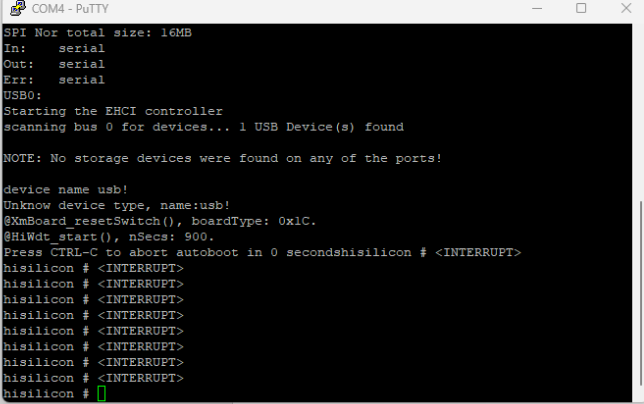 COM4 - PuTTY
SPI Nor total size: 16MB
In:    serial
Out:   serial
Err:   serial
USB0:
Starting the EHCI controller
scanning bus 0 for devices... 1 USB Device(s) found
NOTE: No storage devices were found on any of the ports!
device name usb!
Unknow device type, name:usb!
@XmBoard_resetSwitch(), boardType: 0x1C.
@HiWdt_start(), nSecs: 900.
Press CTRL-C to abort autoboot in 0 secondshisilicon # <INTERRUPT>
hisilicon # <INTERRUPT>
hisilicon # <INTERRUPT>
hisilicon # <INTERRUPT>
hisilicon # <INTERRUPT>
hisilicon # <INTERRUPT>
hisilicon # <INTERRUPT>
hisilicon # <INTERRUPT>
hisilicon # <INTERRUPT>
hisilicon #